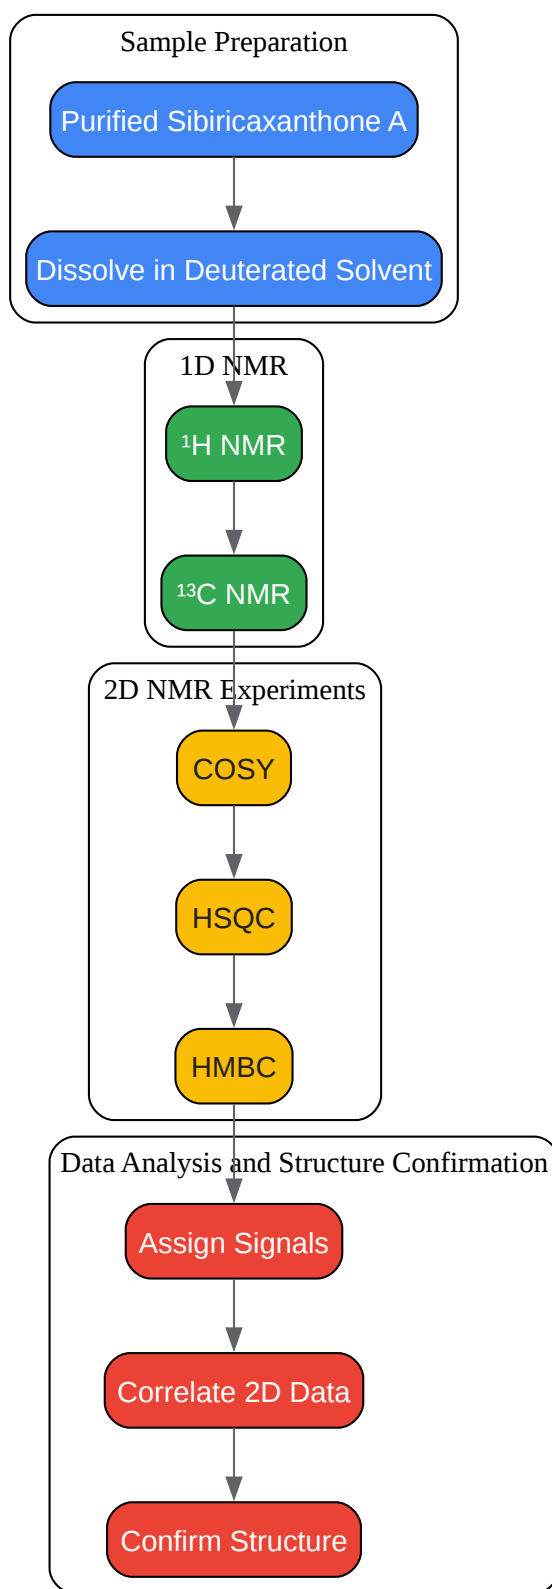 Sample Preparation
Purified Sibiricaxanthone A
Dissolve in Deuterated Solvent
1D NMR
¹H NMR
¹³C NMR
2D NMR Experiments
COSY
HSQC
HMBC
Data Analysis and Structure Confirmation
Assign Signals
Correlate 2D Data
Confirm Structure